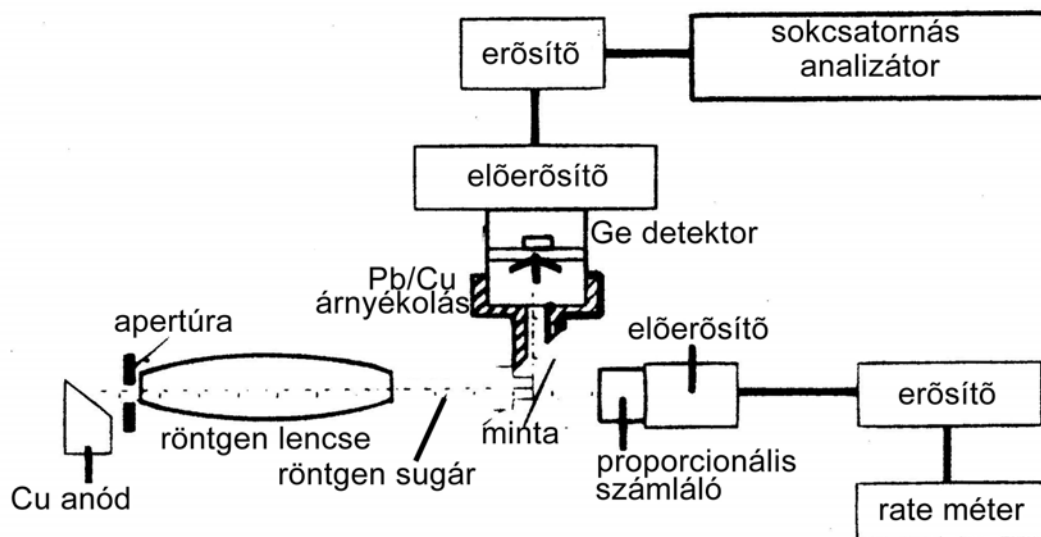 erõsítõ
sokcsatornás
analizátor
elõerõsítõ
Ge detektor
Pb/Cu
árnyékolás
apertúra
elõerõsítõ
erõsítõ
röntgen lencse
minta
röntgen sugár
proporcionális
számláló
Cu anód
rate méter